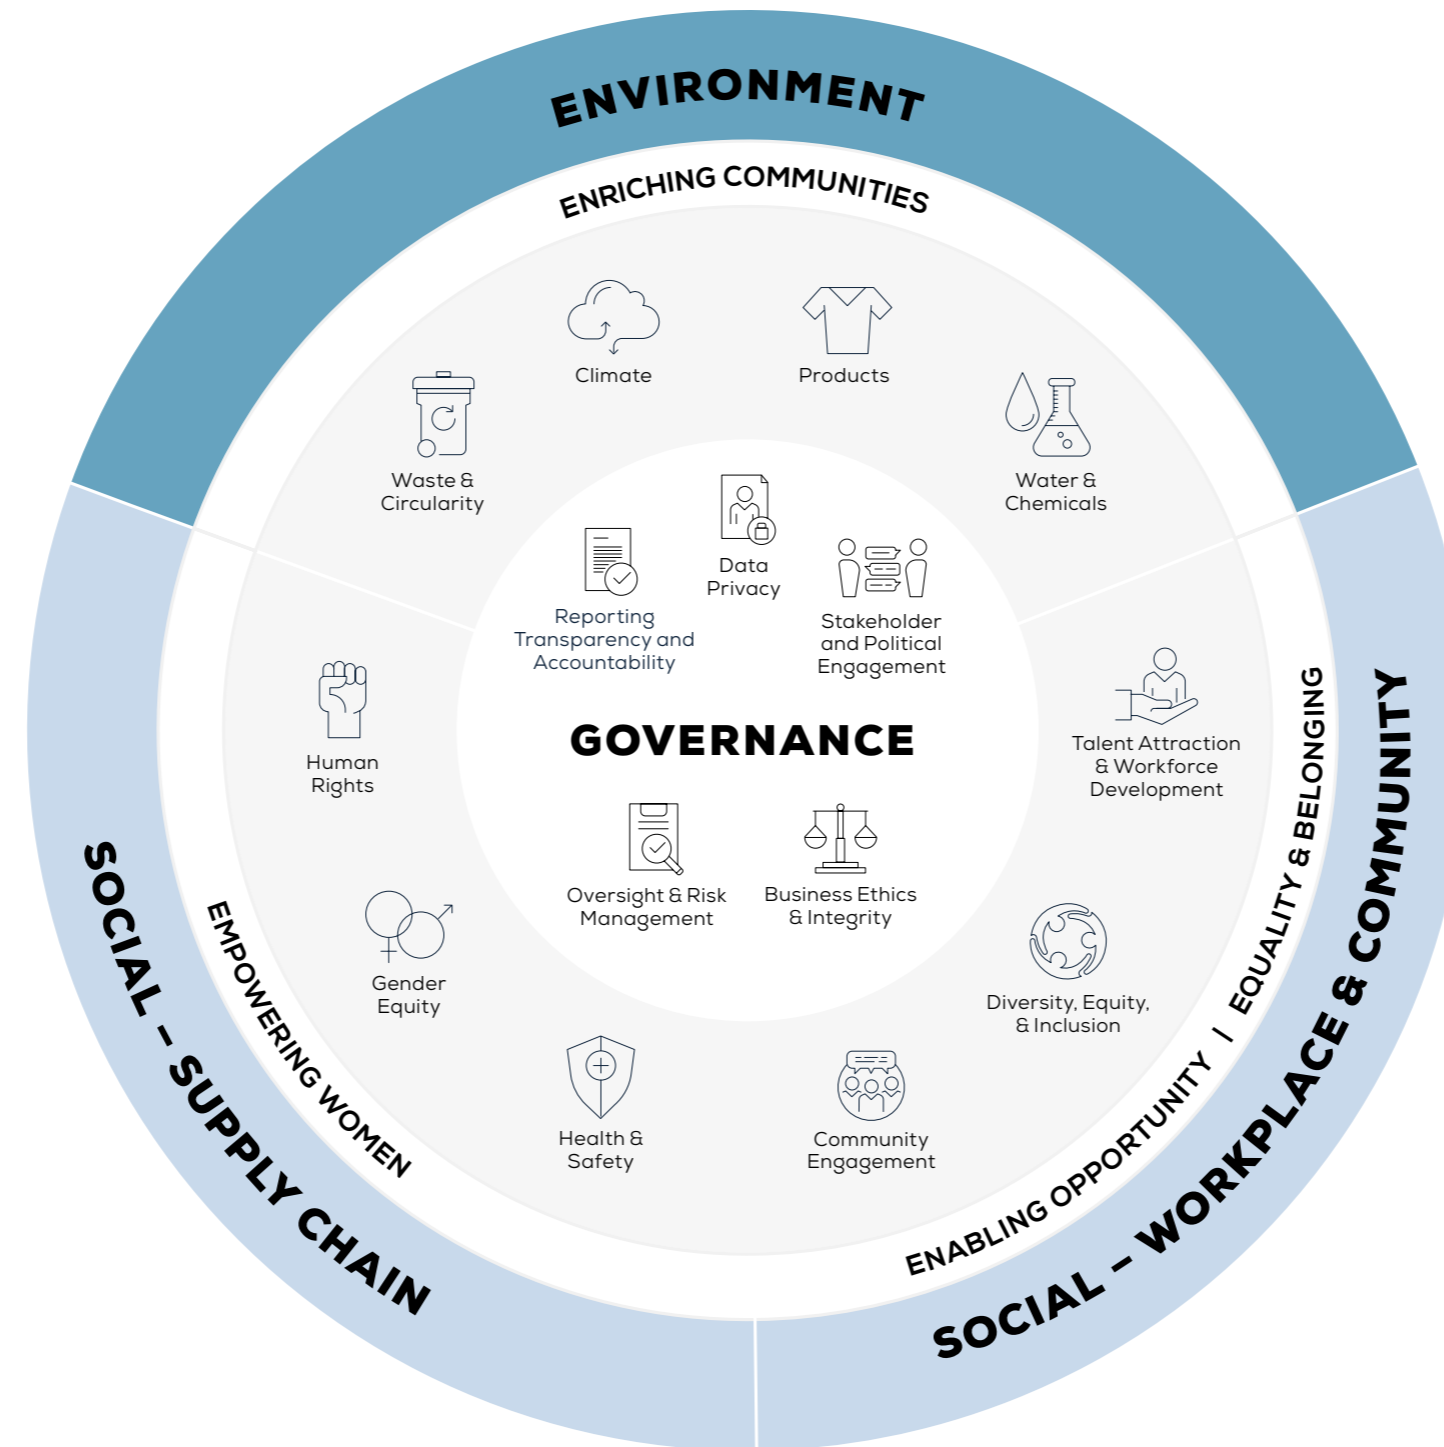 ENVIRONMENT
ENRICHING COMMUNITIES
Climate
Products
Waste &
Circularity
Water &
Chemicals
Data
Privacy
Reporting
Transparency and
Accountability
Stakeholder
and Political
Engagement
GOVERNANCE
Oversight & Risk
Management
Business Ethics
& Integrity
Human
Rights
Gender
Equity
Health &
Safety
EMPOWERING WOMEN
SOCIAL – SUPPLY CHAIN
Talent Attraction
& Workforce
Development
Diversity, Equity,
& Inclusion
Community
Engagement
ENABLING OPPORTUNITY | EQUALITY & BELONGING
SOCIAL – WORKPLACE & COMMUNITY